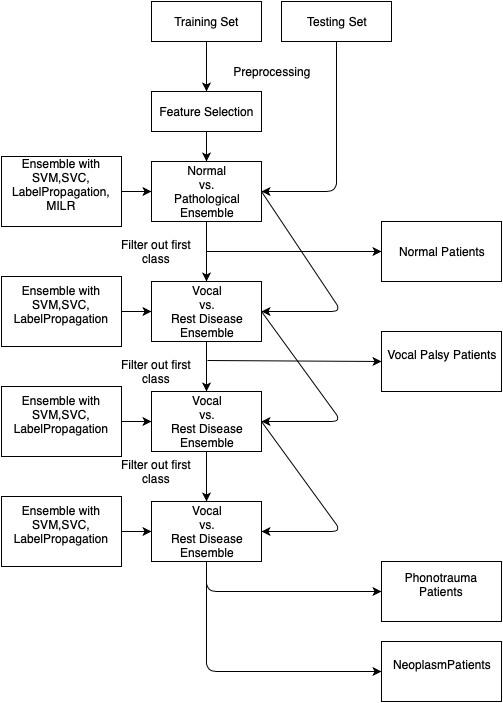 Training Set
Testing Set
Preprocessing
Feature Selection
Ensemble with
SVM,SVC,
LabelPropagation,
MILR
Normal
vs.
Pathological
Ensemble
Filter out first
class
Normal Patients
Ensemble with
SVM,SVC,
LabelPropagation
Vocal
vs.
Rest Disease
Ensemble
Filter out first
class
Vocal Palsy Patients
Ensemble with
SVM,SVC,
LabelPropagation
Vocal
vs.
Rest Disease
Ensemble
Filter out first
class
Ensemble with
SVM,SVC,
LabelPropagation
Vocal
vs.
Rest Disease
Ensemble
Phonotrauma
Patients
NeoplasmPatients